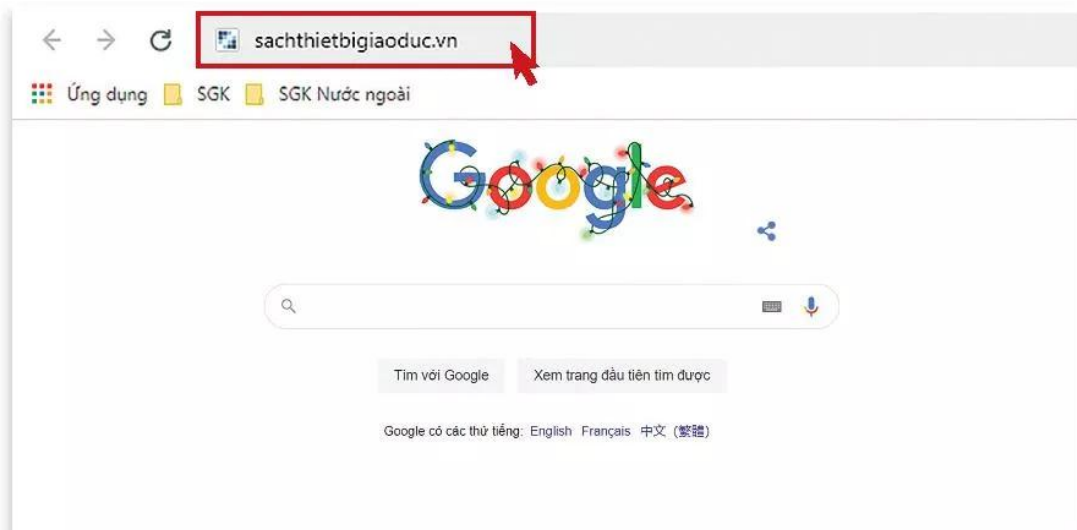 sachthietbigiaoduc.vn
Ứng dụng SGK SGK Nước ngoài
Google
Tìm với Google Xem trang đầu tiên tìm được
Google có các thứ tiếng: English Français 中文 (繁體)